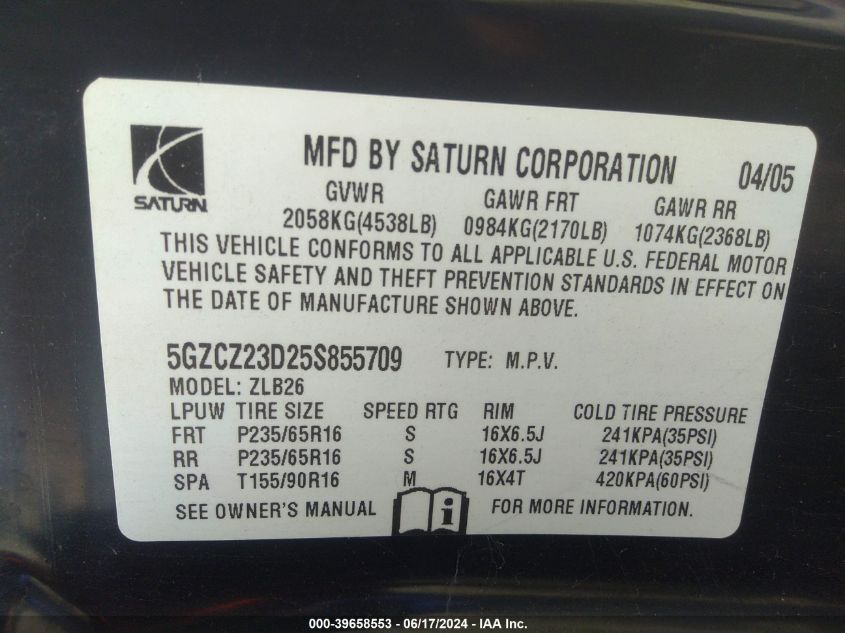 MFD BY SATURN CORPORATION 04/05
SATURN
GVWR GAWR FRT GAWR RR
2058KG(4538LB) 0984KG(2170LB) 1074KG(2368LB)
THIS VEHICLE CONFORMS TO ALL APPLICABLE U.S. FEDERAL MOTOR
VEHICLE SAFETY AND THEFT PREVENTION STANDARDS IN EFFECT ON
THE DATE OF MANUFACTURE SHOWN ABOVE.
5GZCZ23D25S855709 TYPE: M.P.V.
MODEL: ZLB26
LPUW TIRE SIZE SPEED RTG RIM COLD TIRE PRESSURE
FRT P235/65R16 S 16X6.5J 241KPA(35PSI)
RR P235/65R16 S 16X6.5J 241KPA(35PSI)
SPA T155/90R16 M 16X4T 420KPA(60PSI)
SEE OWNER'S MANUAL i FOR MORE INFORMATION.
000-39658553 - 06/17/2024 - IAA Inc.